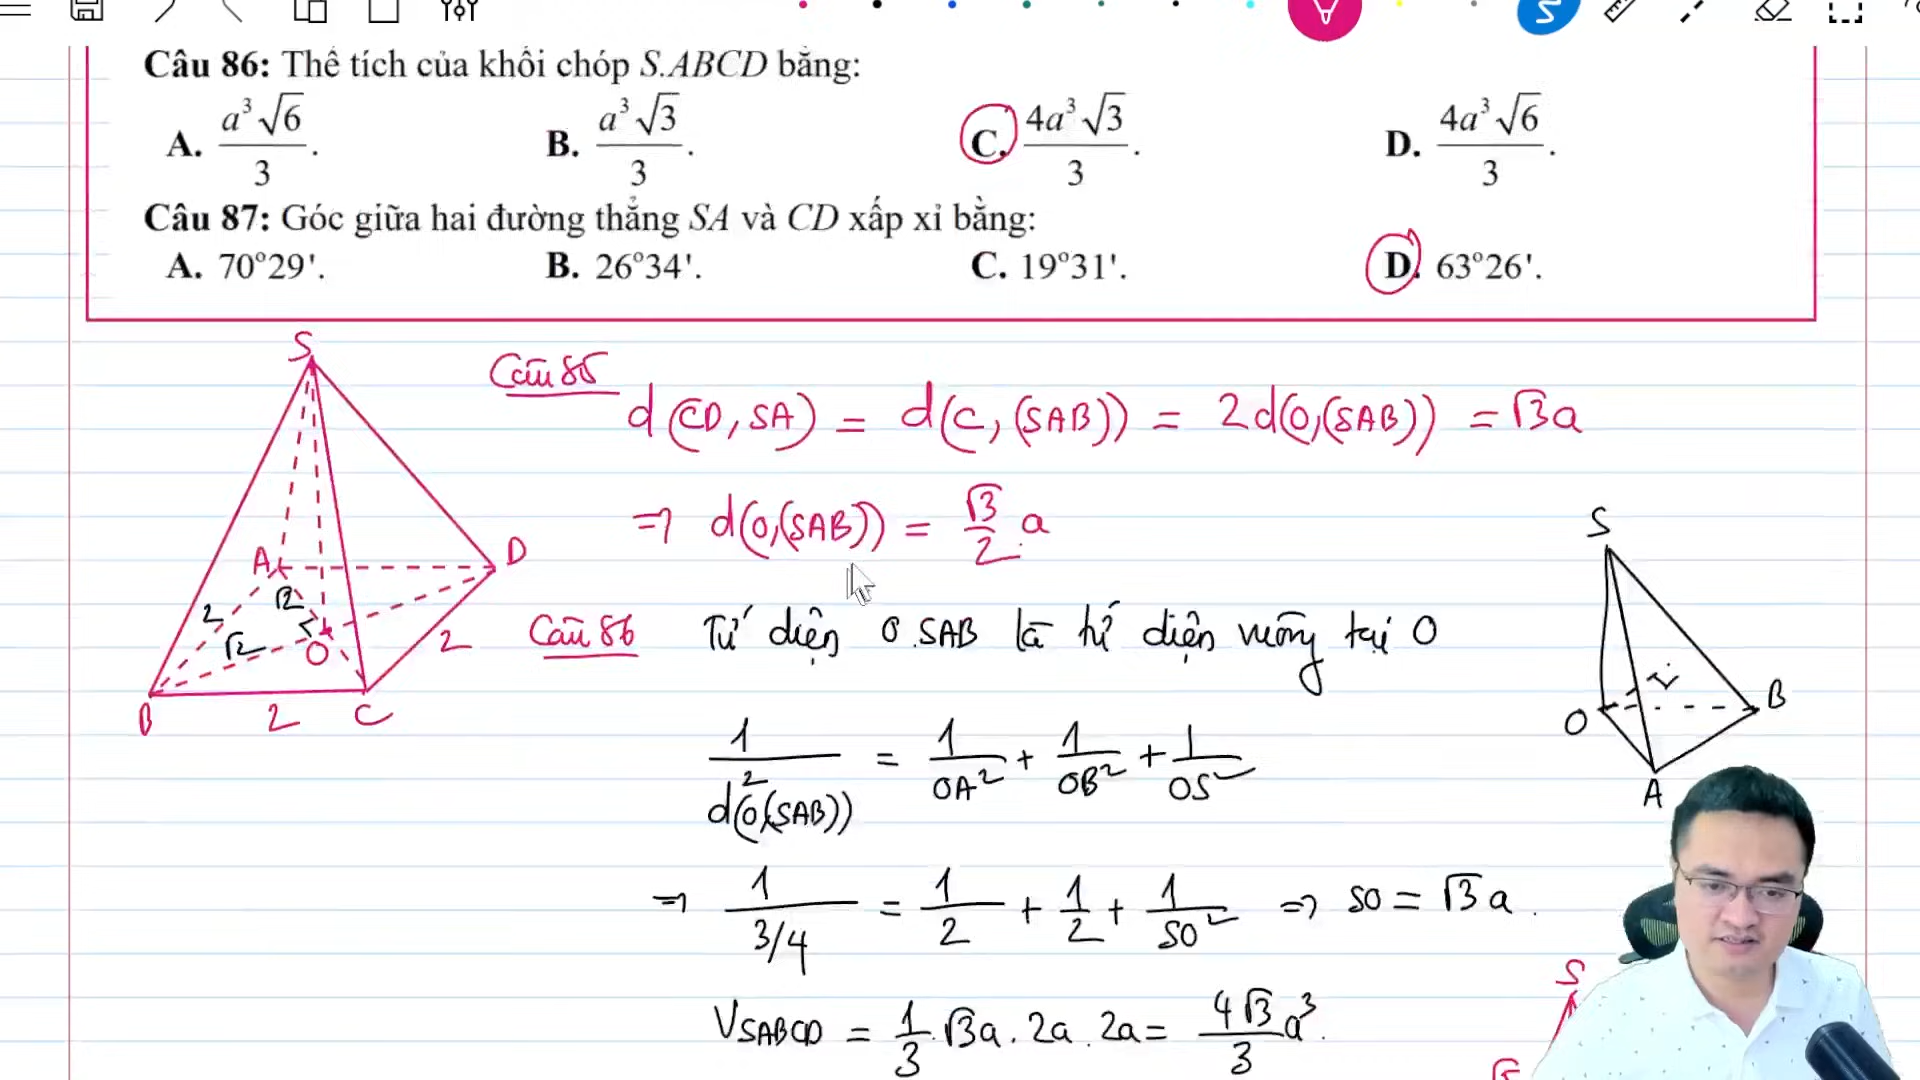 Câu 86: Thể tích của khối chóp S.ABCD bằng:
A. a³√6/3. B. a³√3/3. C. 4a³√3/3. D. 4a³√6/3.
Câu 87: Góc giữa hai đường thẳng SA và CD xấp xỉ bằng:
A. 70°29'. B. 26°34'. C. 19°31'. D. 63°26'.
S
A
D
B
C
O
2
√2
√2
2
2
Câu 85
d(CD, SA) = d(C, (SAB)) = 2d(O,(SAB)) = √3a
=> d(O,(SAB)) = √3/2 a
Câu 86 Tứ diện O.SAB là tứ diện vuông tại O
1/d²(O,(SAB)) = 1/OA² + 1/OB² + 1/OS²
=> 1/(3/4) = 1/2 + 1/2 + 1/SO² => SO = √3a.
V SABCD = 1/3 . √3a . 2a . 2a = 4√3/3 a³.
S
O
B
A
S